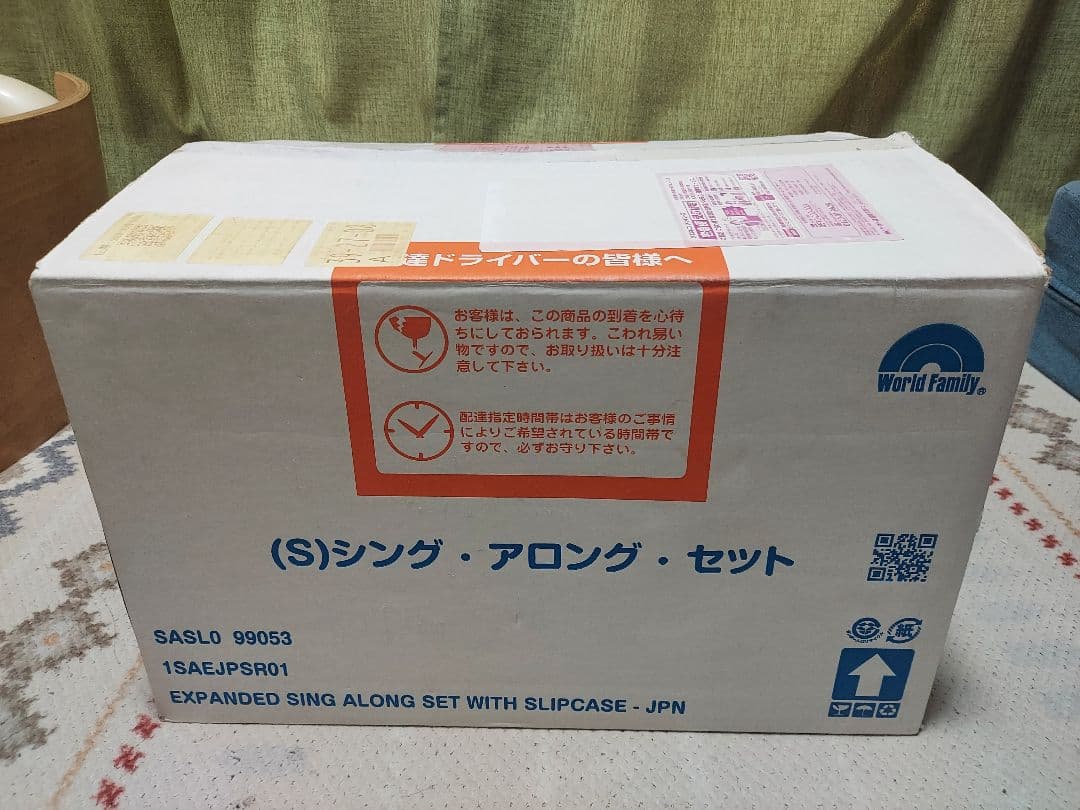 39-77-06
A
達ドライバーの皆様へ
お客様は、この商品の到着を心待
ちにしておられます。こわれ易い
物ですので、お取り扱いは十分注
意して下さい。
配達指定時間帯はお客様のご事情
によりご希望されている時間帯で
すので、必ずお守り下さい。
World Family®
(S)シング・アロング・セット
SASL0 99053
1SAEJPSR01
EXPANDED SING ALONG SET WITH SLIPCASE - JPN
紙